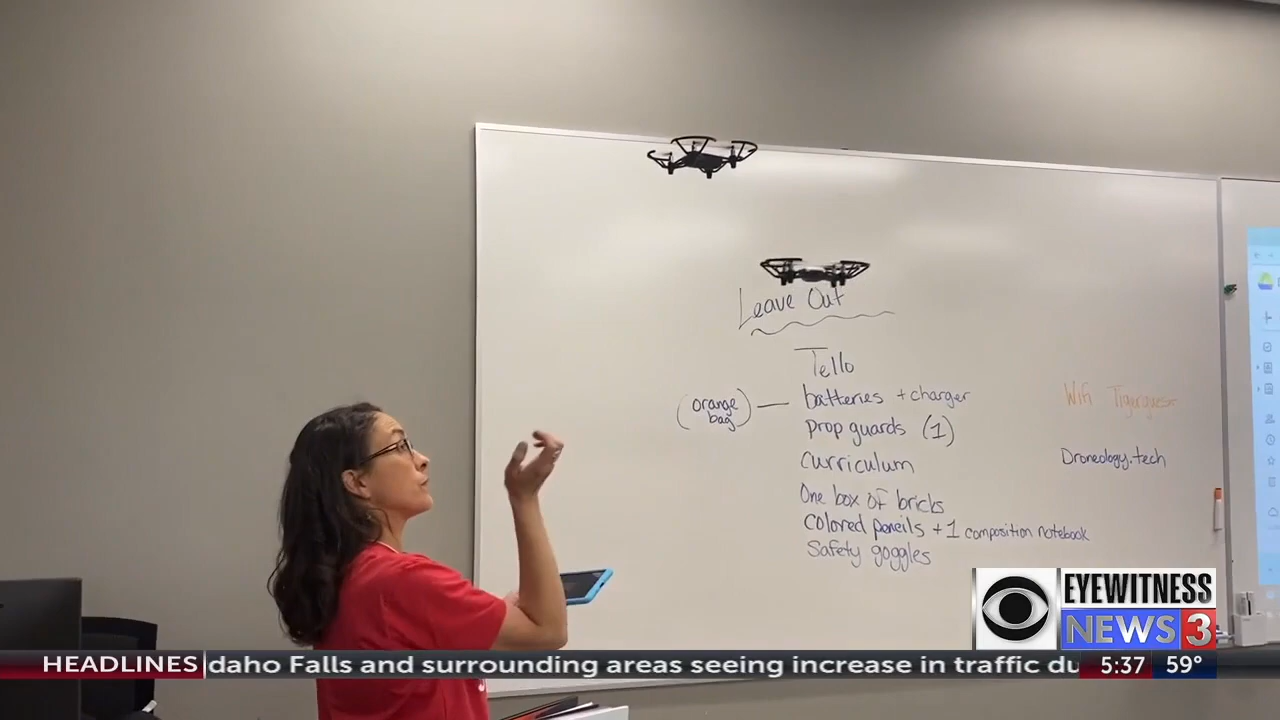 Leave Out
Tello
(orange bag) — batteries + charger
prop guards (1)
curriculum
One box of bricks
colored pencils + 1 composition notebook
Safety goggles
Wifi
Droneology.tech
EYEWITNESS
NEWS 3
HEADLINES daho Falls and surrounding areas seeing increase in traffic du 5:37 59°